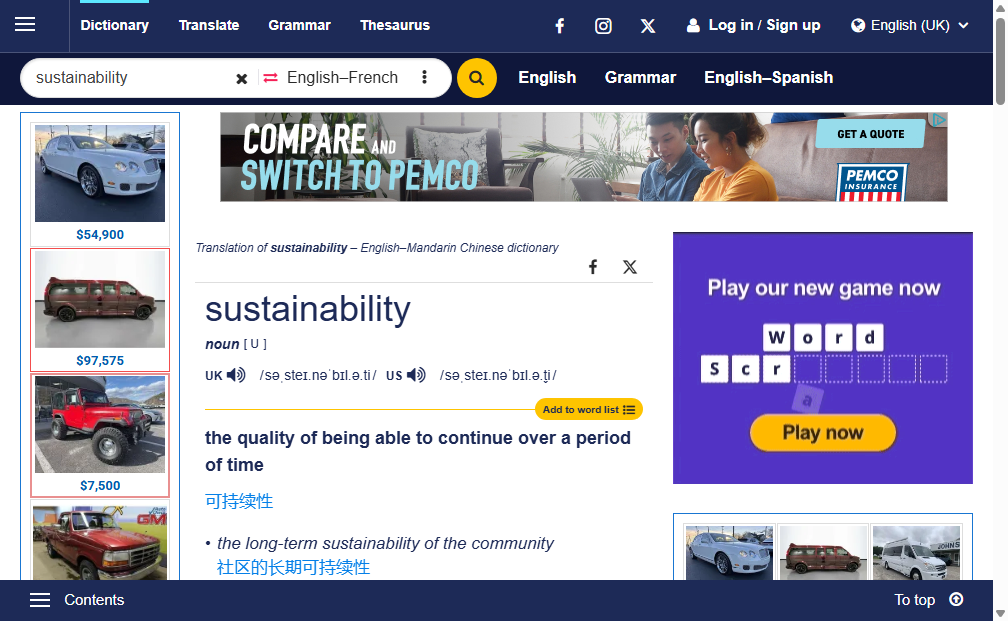 Dictionary Translate Grammar Thesaurus Log in / Sign up English (UK)
sustainability English–French English Grammar English–Spanish
COMPARE AND
SWITCH TO PEMCO
GET A QUOTE
PEMCO
INSURANCE
$54,900
$97,575
$7,500
GM
Translation of sustainability – English–Mandarin Chinese dictionary
sustainability
noun [ U ]
UK /səˌsteɪ.nəˈbɪl.ə.ti/ US /səˌsteɪ.nəˈbɪl.ə.t̬i/
Add to word list
the quality of being able to continue over a period
of time
可持续性
• the long-term sustainability of the community
社区的长期可持续性
Play our new game now
Word
Scr
a
Play now
JOHNS
Contents To top